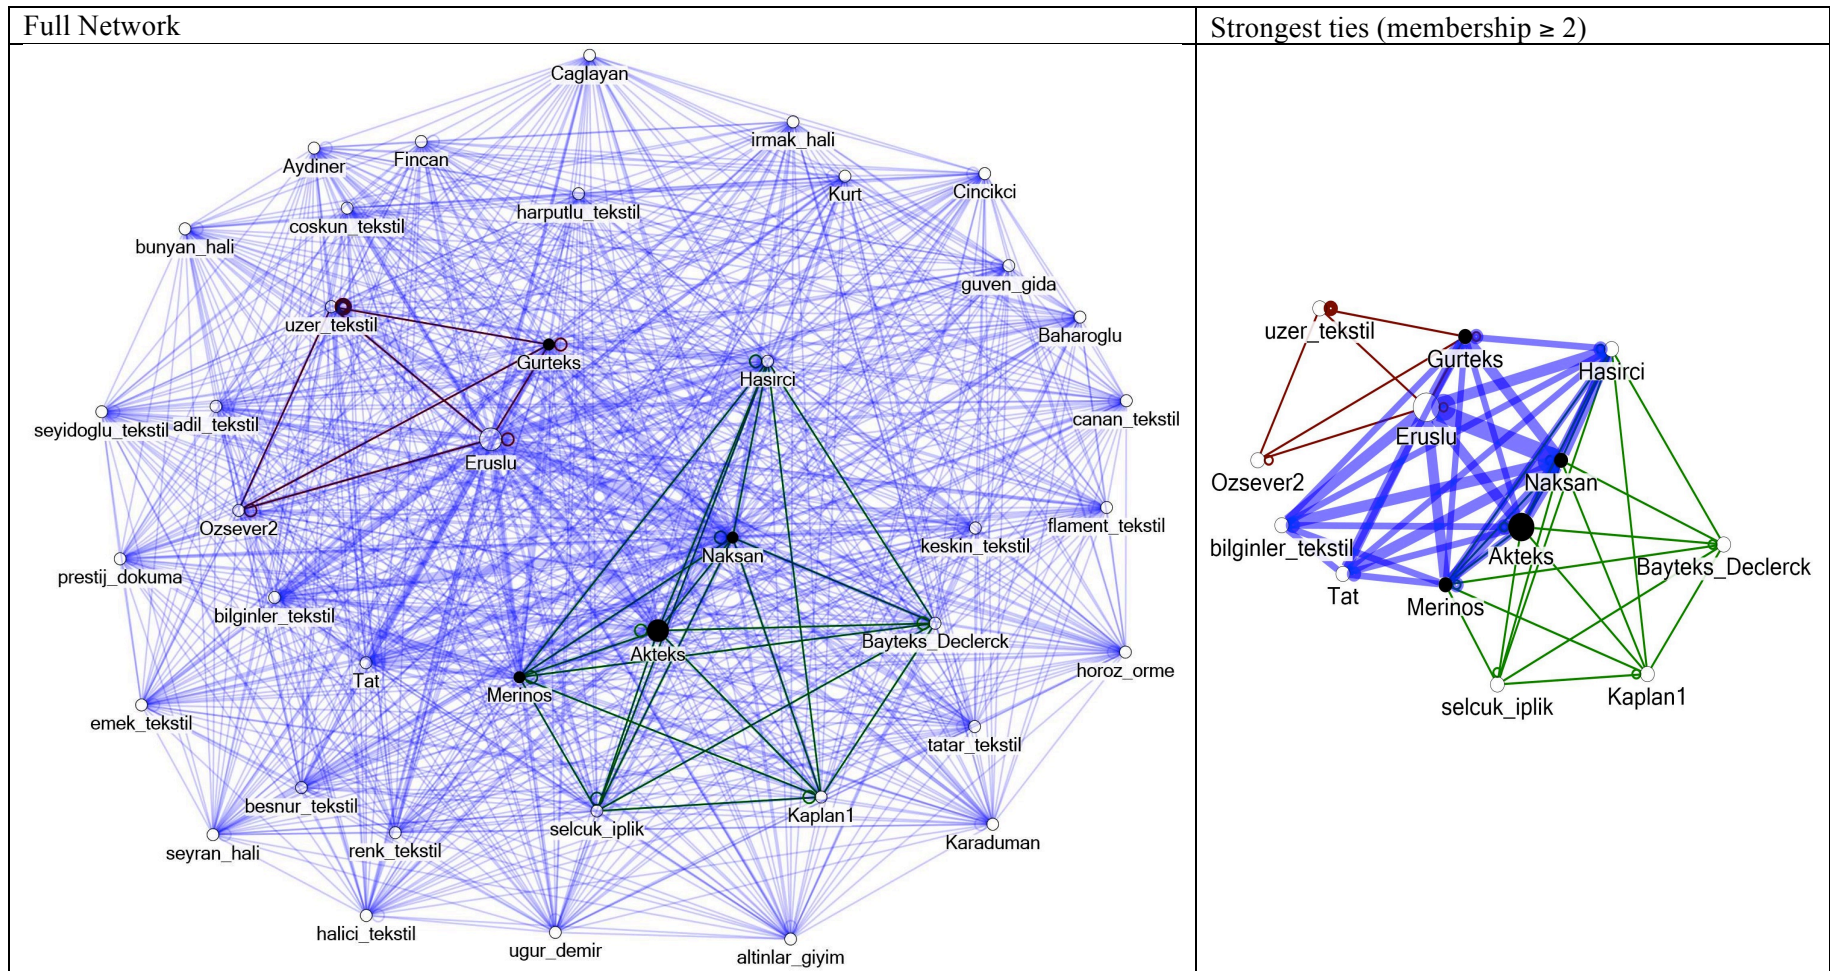 Full Network
Strongest ties (membership ≥ 2)
Caglayan
irmak_hali
Aydiner
Fincan
Kurt
Cincikci
harputlu_tekstil
coskun_tekstil
bunyan_hali
guven_gida
uzer_tekstil
Baharoglu
Gurteks
Hasirci
canan_tekstil
seyidoglu_tekstil
adil_tekstil
Eruslu
flament_tekstil
Ozsever2
keskin_tekstil
Naksan
prestij_dokuma
bilginler_tekstil
Bayteks_Declerck
Akteks
horoz_orme
Tat
Merinos
emek_tekstil
tatar_tekstil
besnur_tekstil
Kaplan1
selcuk_iplik
Karaduman
seyran_hali
renk_tekstil
halici_tekstil
ugur_demir
altinlar_giyim
uzer_tekstil
Gurteks
Hasirci
Eruslu
Ozsever2
Naksan
bilginler_tekstil
Akteks
Bayteks_Declerck
Tat
Merinos
selcuk_iplik
Kaplan1